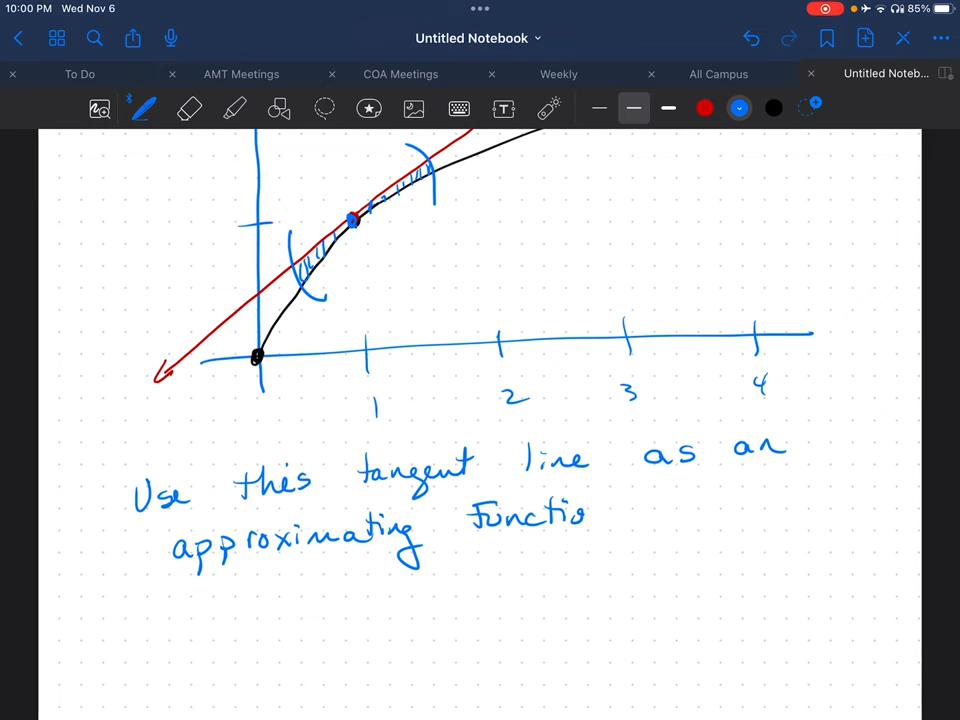 10:00 PM Wed Nov 6
85%
Untitled Notebook
To Do
AMT Meetings
COA Meetings
Weekly
All Campus
Untitled Noteb...
T
1 2 3 4
Use this tangent line as an
approximating functio